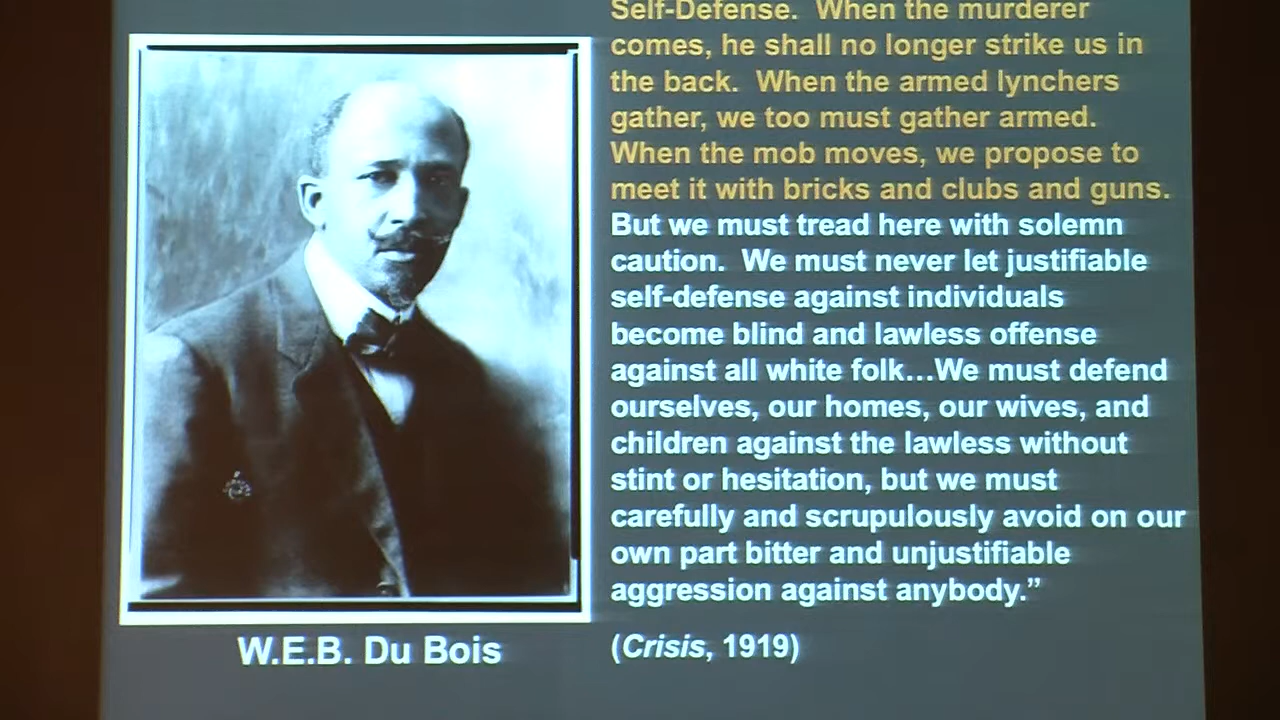 Self-Defense. When the murderer
comes, he shall no longer strike us in
the back. When the armed lynchers
gather, we too must gather armed.
When the mob moves, we propose to
meet it with bricks and clubs and guns.
But we must tread here with solemn
caution. We must never let justifiable
self-defense against individuals
become blind and lawless offense
against all white folk...We must defend
ourselves, our homes, our wives, and
children against the lawless without
stint or hesitation, but we must
carefully and scrupulously avoid on our
own part bitter and unjustifiable
aggression against anybody.”
(Crisis, 1919)
W.E.B. Du Bois